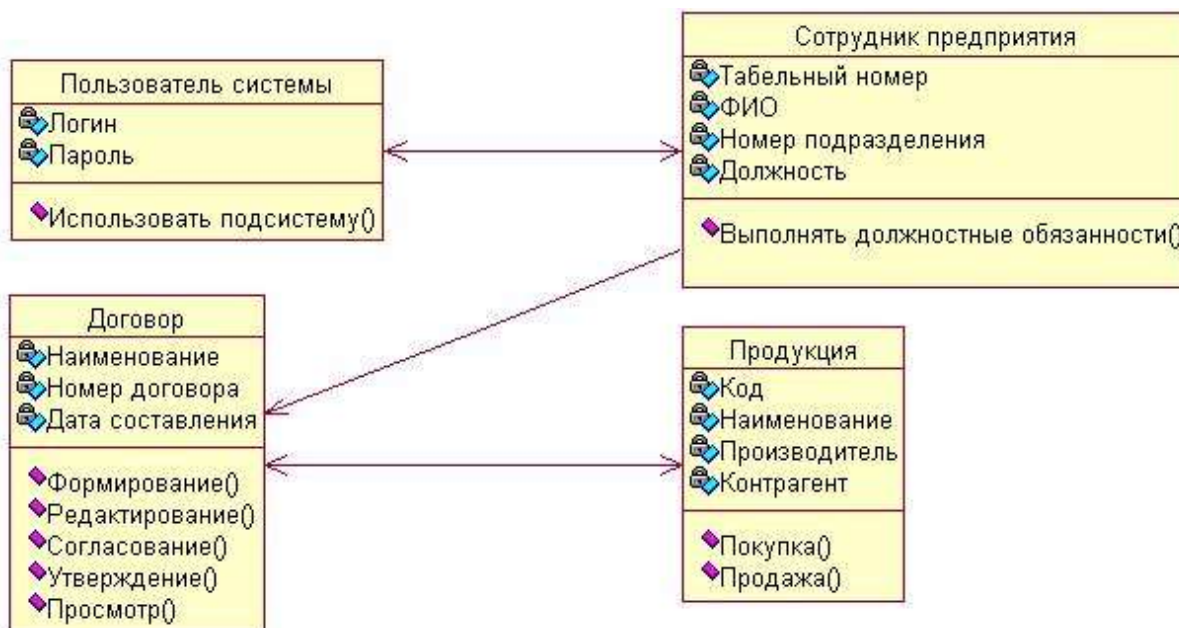 Пользователь системы
Логин
Пароль
Использовать подсистему()
Сотрудник предприятия
Табельный номер
ФИО
Номер подразделения
Должность
Выполнять должностные обязанности()
Договор
Наименование
Номер договора
Дата составления
Формирование()
Редактирование()
Согласование()
Утверждение()
Просмотр()
Продукция
Код
Наименование
Производитель
Контрагент
Покупка()
Продажа()